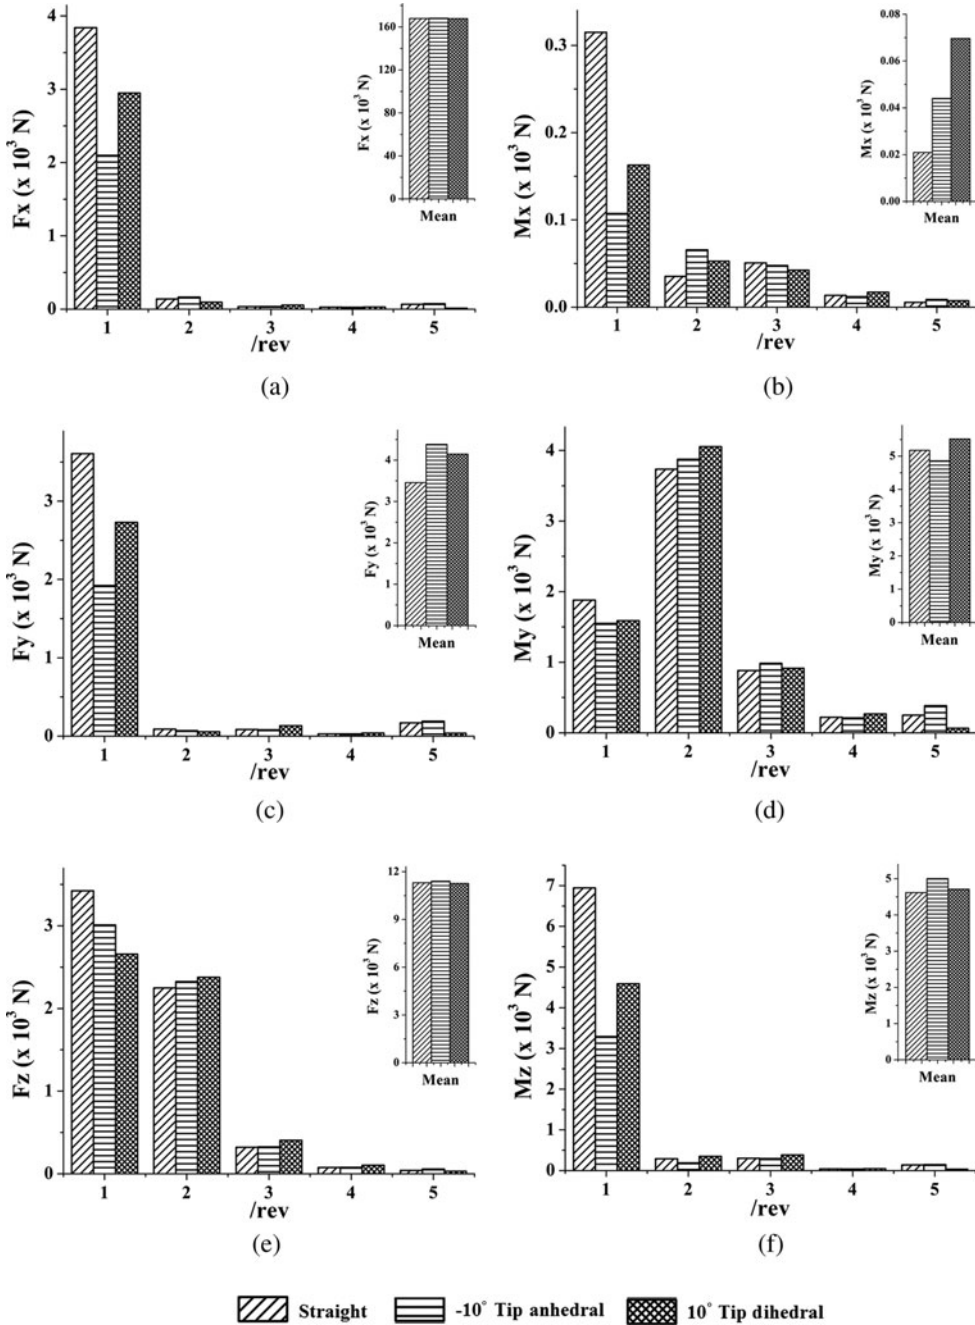 4
3
2
1
0
Fx (x 10³ N)
1 2 3 4 5
/rev
160
120
80
40
0
Fx (x 10³ N)
Mean
(a)
0.3
0.2
0.1
0.0
Mx (x 10³ N)
1 2 3 4 5
/rev
0.08
0.06
0.04
0.02
0.00
Mx (x 10³ N)
Mean
(b)
3
2
1
0
Fy (x 10³ N)
1 2 3 4 5
/rev
4
3
2
1
0
Fy (x 10³ N)
Mean
(c)
4
3
2
1
0
My (x 10³ N)
1 2 3 4 5
/rev
5
4
3
2
1
0
My (x 10³ N)
Mean
(d)
3
2
1
0
Fz (x 10³ N)
1 2 3 4 5
/rev
12
9
6
3
0
Fz (x 10³ N)
Mean
(e)
7
6
5
4
3
2
1
0
Mz (x 10³ N)
1 2 3 4 5
/rev
5
4
3
2
1
0
Mz (x 10³ N)
Mean
(f)
Straight -10° Tip anhedral 10° Tip dihedral